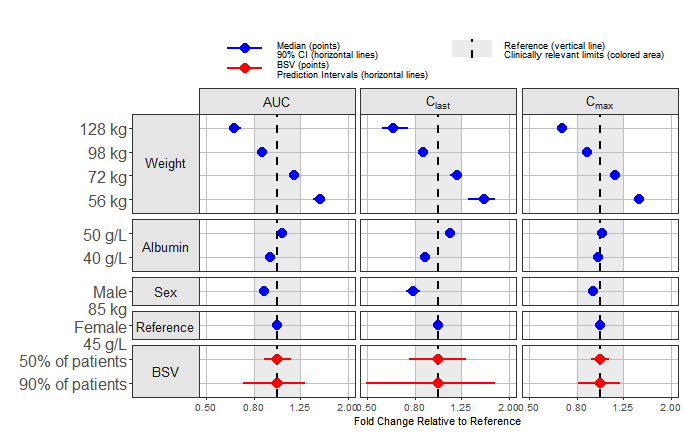 Median (points)
90% CI (horizontal lines)
BSV (points)
Prediction Intervals (horizontal lines)
Reference (vertical line)
Clinically relevant limits (colored area)
AUC
Clast
Cmax
128 kg
98 kg
72 kg
56 kg
Weight
50 g/L
40 g/L
Albumin
Male
Sex
85 kg
Female
45 g/L
Reference
50% of patients
90% of patients
BSV
0.50 0.80 1.25 2.00
0.50 0.80 1.25 2.00
0.50 0.80 1.25 2.00
Fold Change Relative to Reference